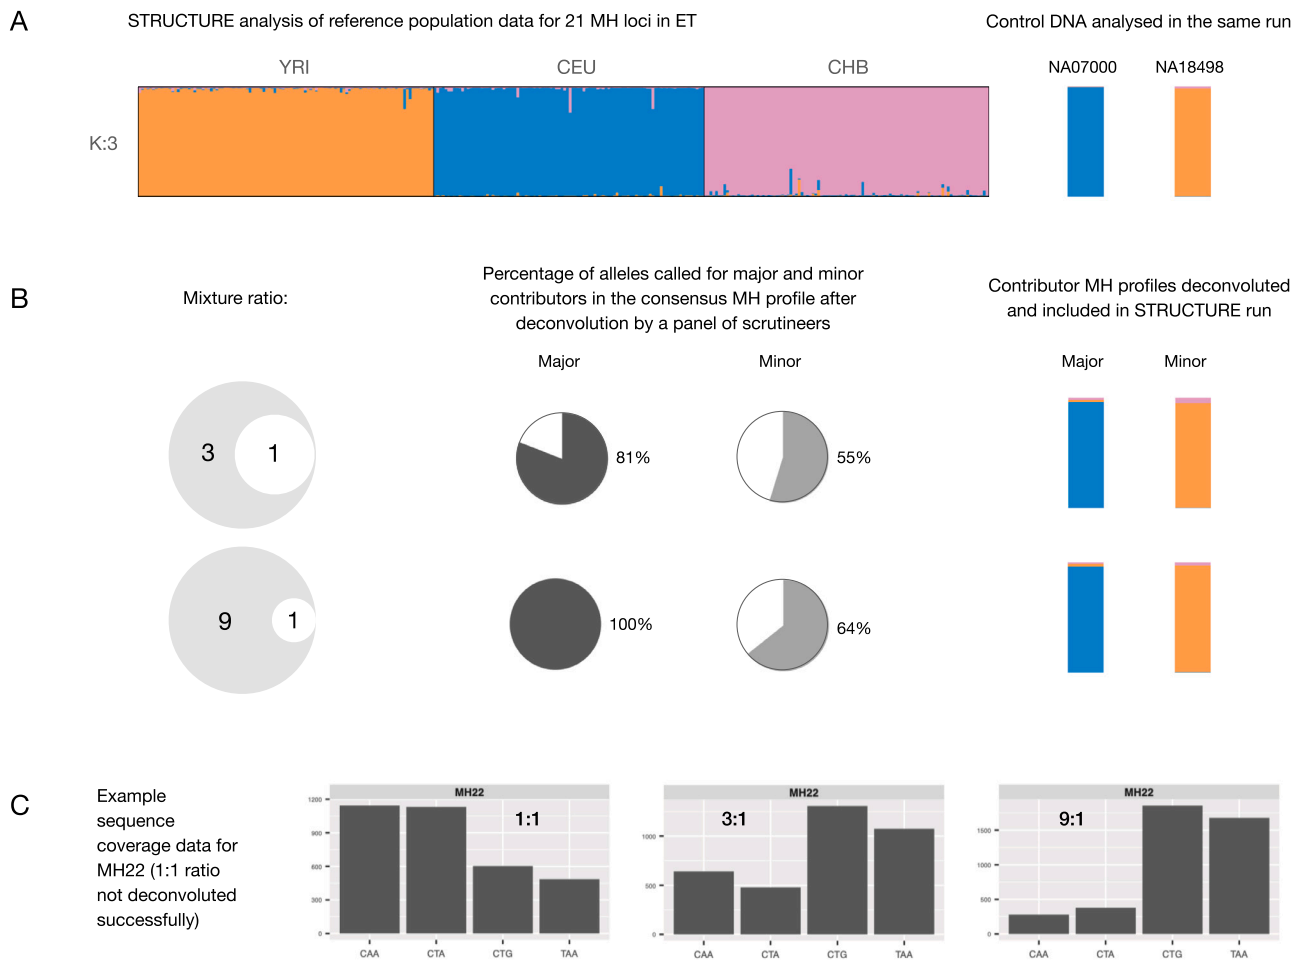 A
STRUCTURE analysis of reference population data for 21 MH loci in ET
Control DNA analysed in the same run
YRI
CEU
CHB
NA07000
NA18498
K:3
B
Mixture ratio:
Percentage of alleles called for major and minor
contributors in the consensus MH profile after
deconvolution by a panel of scrutineers
Contributor MH profiles deconvoluted
and included in STRUCTURE run
Major
Minor
Major
Minor
3
1
81%
55%
9
1
100%
64%
C
Example
sequence
coverage data for
MH22 (1:1 ratio
not deconvoluted
successfully)
MH22
1:1
1200
900
600
300
0
CAA
CTA
CTG
TAA
MH22
3:1
1000
500
0
CAA
CTA
CTG
TAA
MH22
9:1
1500
1000
500
0
CAA
CTA
CTG
TAA